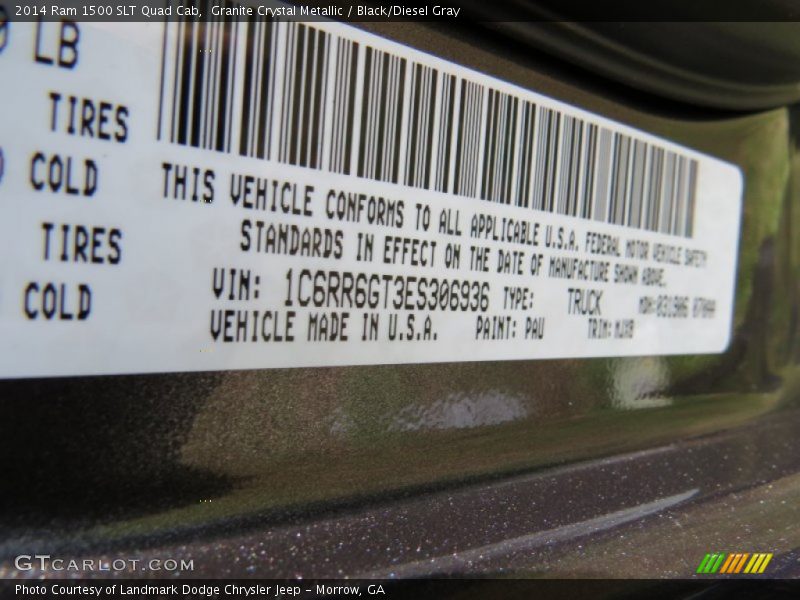 2014 Ram 1500 SLT Quad Cab,  Granite Crystal Metallic / Black/Diesel Gray
LB
TIRES
COLD
TIRES
COLD
THIS VEHICLE CONFORMS TO ALL APPLICABLE U.S.A. FEDERAL MOTOR VEHICLE SAFETY
STANDARDS IN EFFECT ON THE DATE OF MANUFACTURE SHOWN ABOVE.
VIN: 1C6RR6GT3ES306936 TYPE: TRUCK MDH:
VEHICLE MADE IN U.S.A. PAINT: PAU TRIM:
GTCARLOT.COM
Photo Courtesy of Landmark Dodge Chrysler Jeep - Morrow, GA